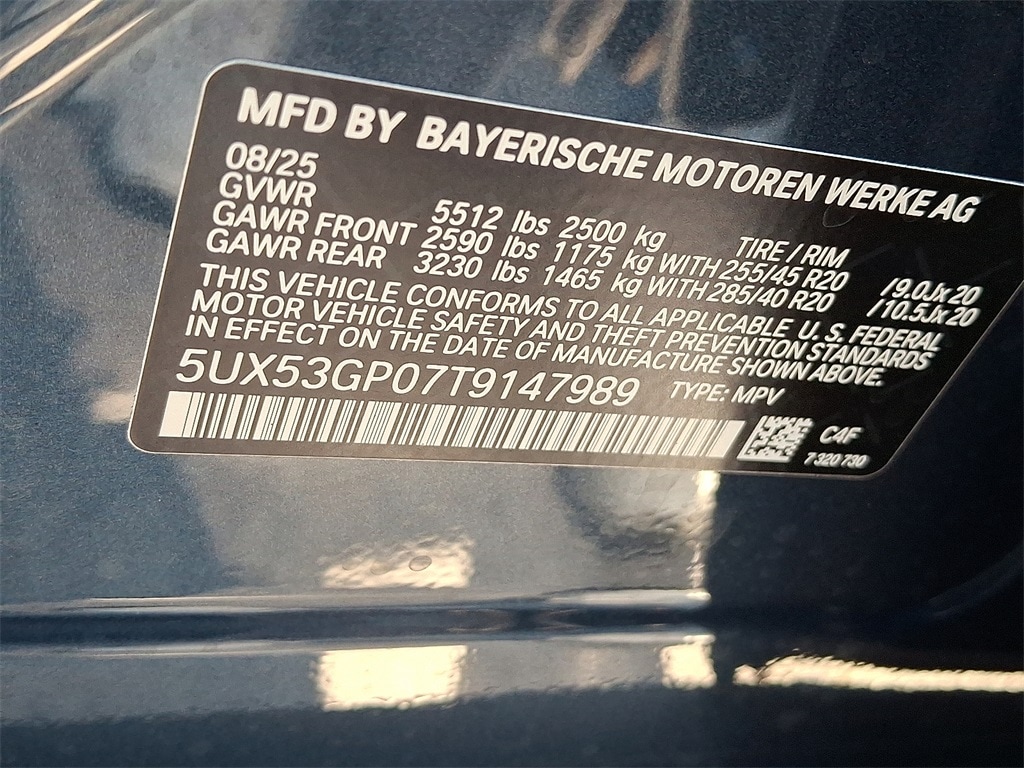 MFD BY BAYERISCHE MOTOREN WERKE AG
08/25
GVWR 5512 lbs 2500 kg TIRE / RIM
GAWR FRONT 2590 lbs 1175 kg WITH 255/45 R20 /9.0Jx20
GAWR REAR 3230 lbs 1465 kg WITH 285/40 R20 /10.5Jx20
THIS VEHICLE CONFORMS TO ALL APPLICABLE U.S. FEDERAL
MOTOR VEHICLE SAFETY AND THEFT PREVENTION STANDARDS
IN EFFECT ON THE DATE OF MANUFACTURE SHOWN ABOVE.
5UX53GP07T9147989 TYPE: MPV
C4F
7 320 730